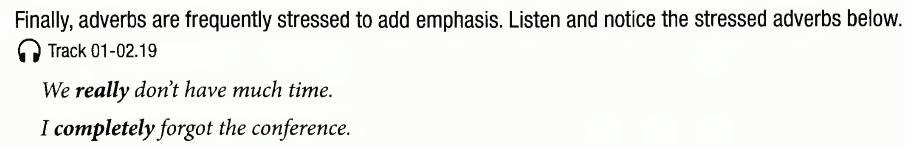 Finally, adverbs are frequently stressed to add emphasis. Listen and notice the stressed adverbs below.
Track 01-02.19
We really don't have much time.
I completely forgot the conference.